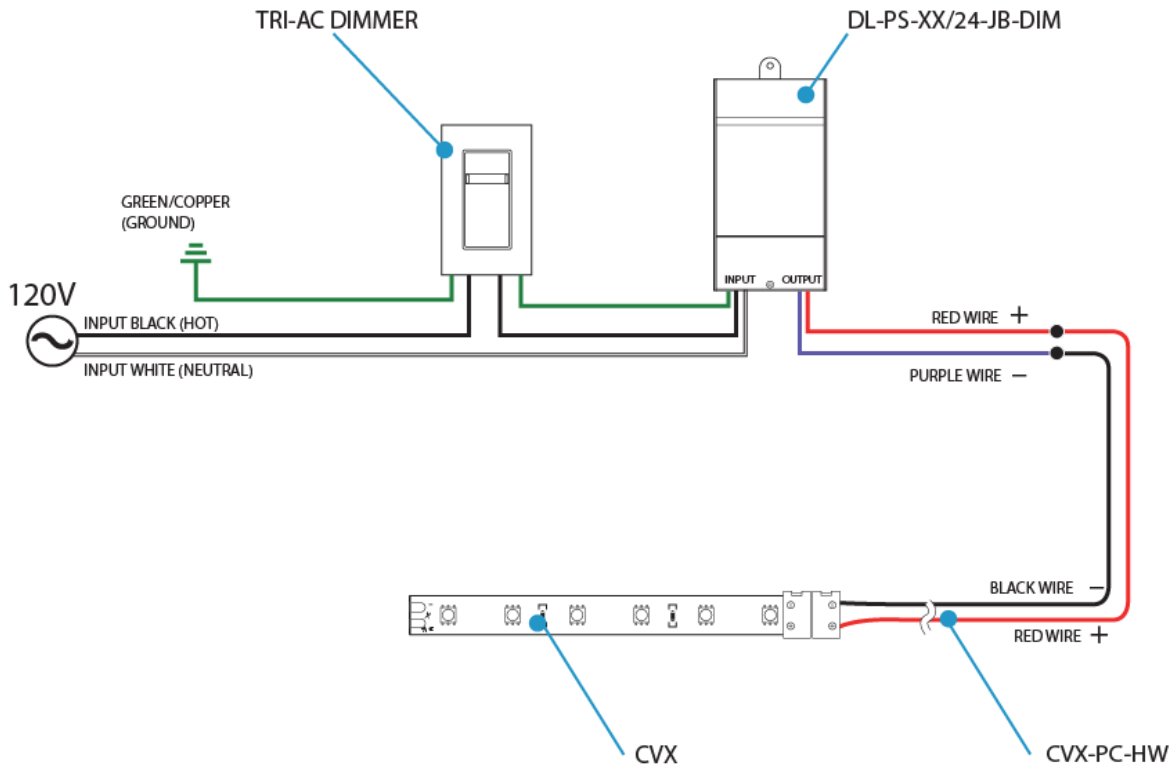 TRI-AC DIMMER
DL-PS-XX/24-JB-DIM
GREEN/COPPER
(GROUND)
120V
INPUT
OUTPUT
INPUT BLACK (HOT)
RED WIRE +
INPUT WHITE (NEUTRAL)
PURPLE WIRE −
BLACK WIRE −
RED WIRE +
CVX
CVX-PC-HW